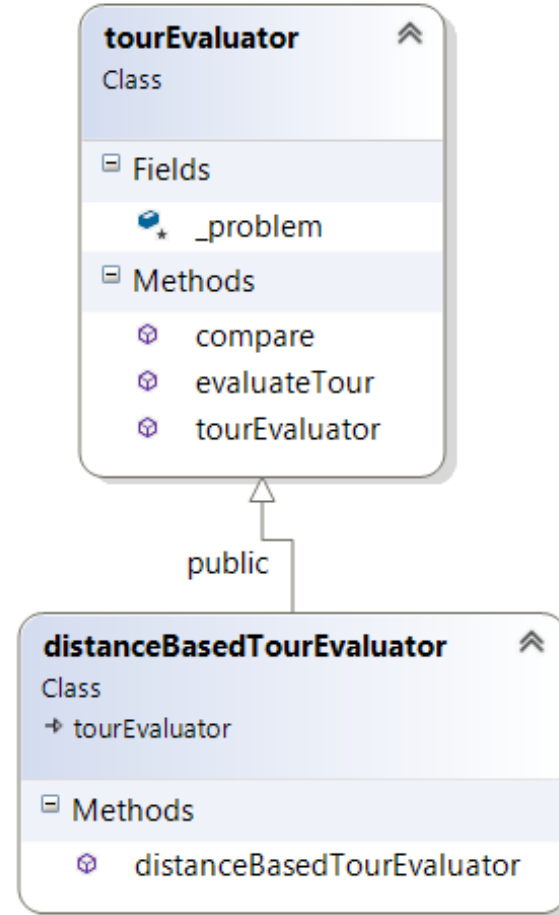 tourEvaluator
Class
Fields
_problem
Methods
compare
evaluateTour
tourEvaluator
public
distanceBasedTourEvaluator
Class
tourEvaluator
Methods
distanceBasedTourEvaluator